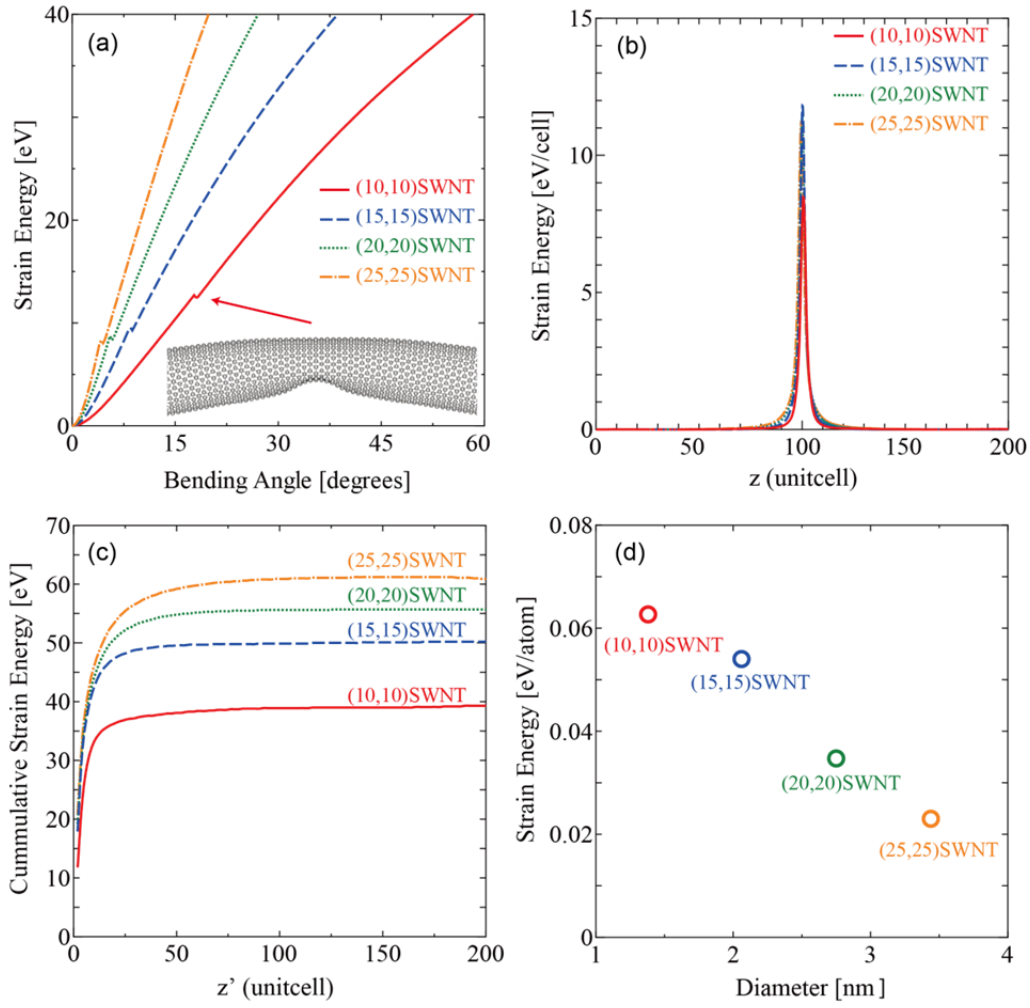 (a)
40
20
0
Strain Energy [eV]
(10,10)SWNT
(15,15)SWNT
(20,20)SWNT
(25,25)SWNT
0 15 30 45 60
Bending Angle [degrees]
(b)
15
10
5
0
Strain Energy [eV/cell]
(10,10)SWNT
(15,15)SWNT
(20,20)SWNT
(25,25)SWNT
0 50 100 150 200
z (unitcell)
(c)
70
60
50
40
30
20
10
0
Cummulative Strain Energy [eV]
(25,25)SWNT
(20,20)SWNT
(15,15)SWNT
(10,10)SWNT
0 50 100 150 200
z' (unitcell)
(d)
0.08
0.06
0.04
0.02
0
Strain Energy [eV/atom]
(10,10)SWNT
(15,15)SWNT
(20,20)SWNT
(25,25)SWNT
1 2 3 4
Diameter [nm]